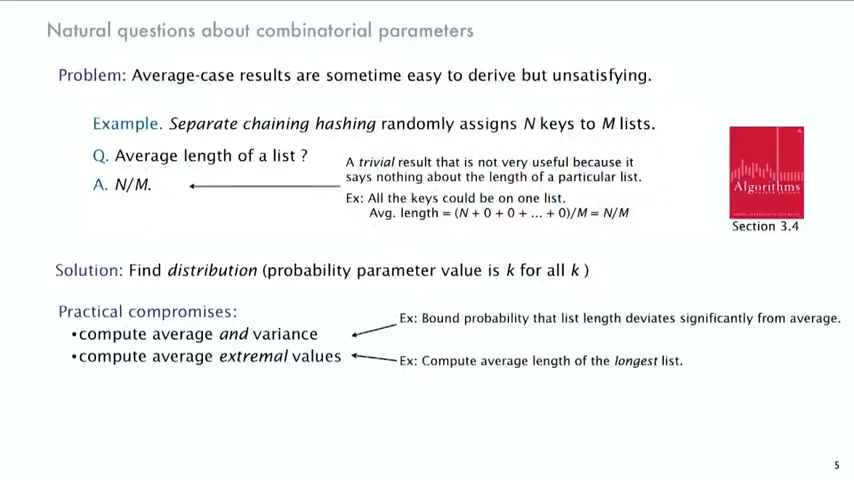 Natural questions about combinatorial parameters
Problem: Average-case results are sometime easy to derive but unsatisfying.
Example. Separate chaining hashing randomly assigns N keys to M lists.
Q. Average length of a list ?
A. N/M.
A trivial result that is not very useful because it
says nothing about the length of a particular list.
Ex: All the keys could be on one list.
Avg. length = (N + 0 + 0 + ... + 0)/M = N/M
Algorithms
Section 3.4
Solution: Find distribution (probability parameter value is k for all k )
Practical compromises:
•compute average and variance
•compute average extremal values
Ex: Bound probability that list length deviates significantly from average.
Ex: Compute average length of the longest list.
5